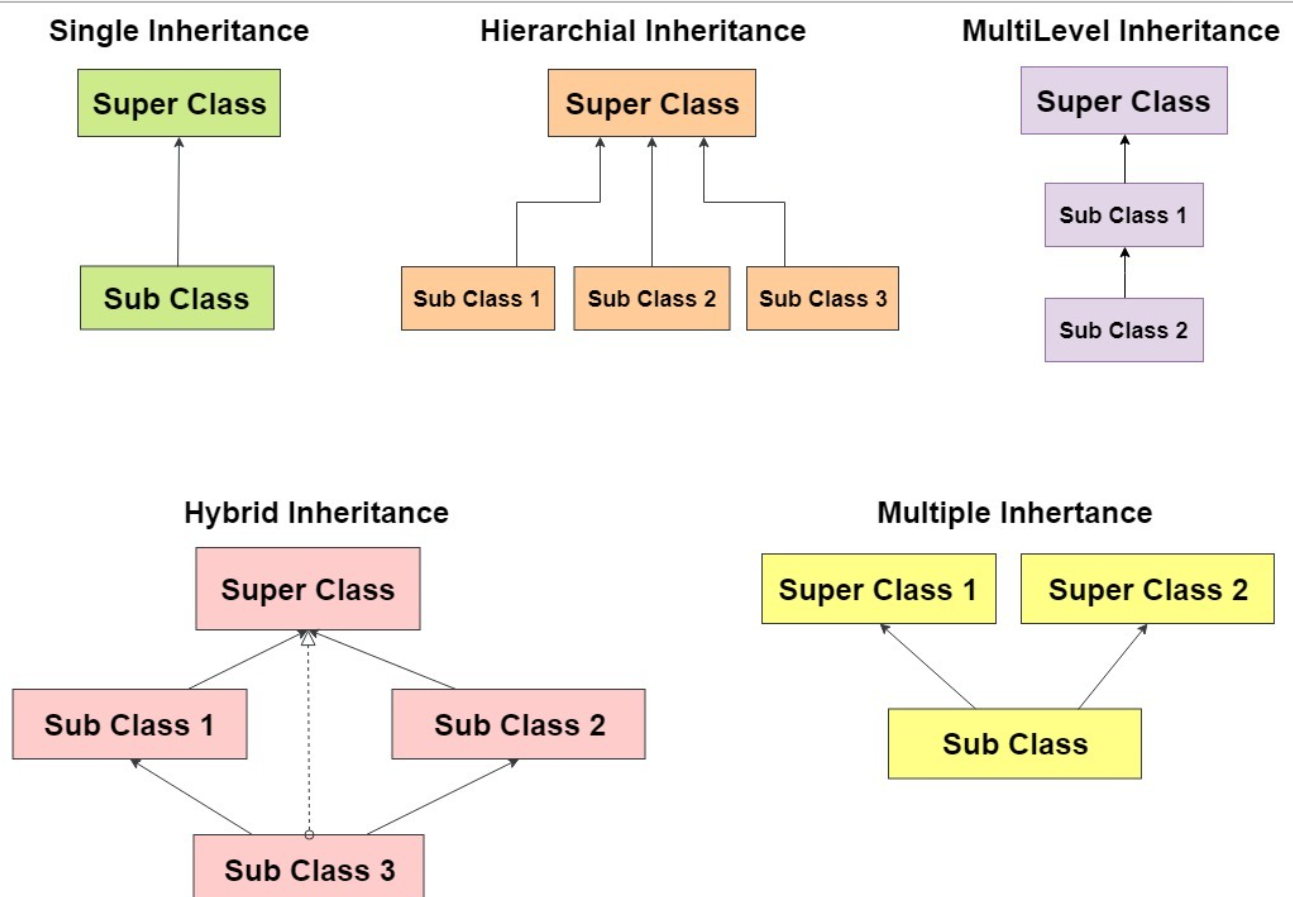 Single Inheritance
Super Class
Sub Class
Hierarchial Inheritance
Super Class
Sub Class 1
Sub Class 2
Sub Class 3
MultiLevel Inheritance
Super Class
Sub Class 1
Sub Class 2
Hybrid Inheritance
Super Class
Sub Class 1
Sub Class 2
Sub Class 3
Multiple Inhertance
Super Class 1
Super Class 2
Sub Class